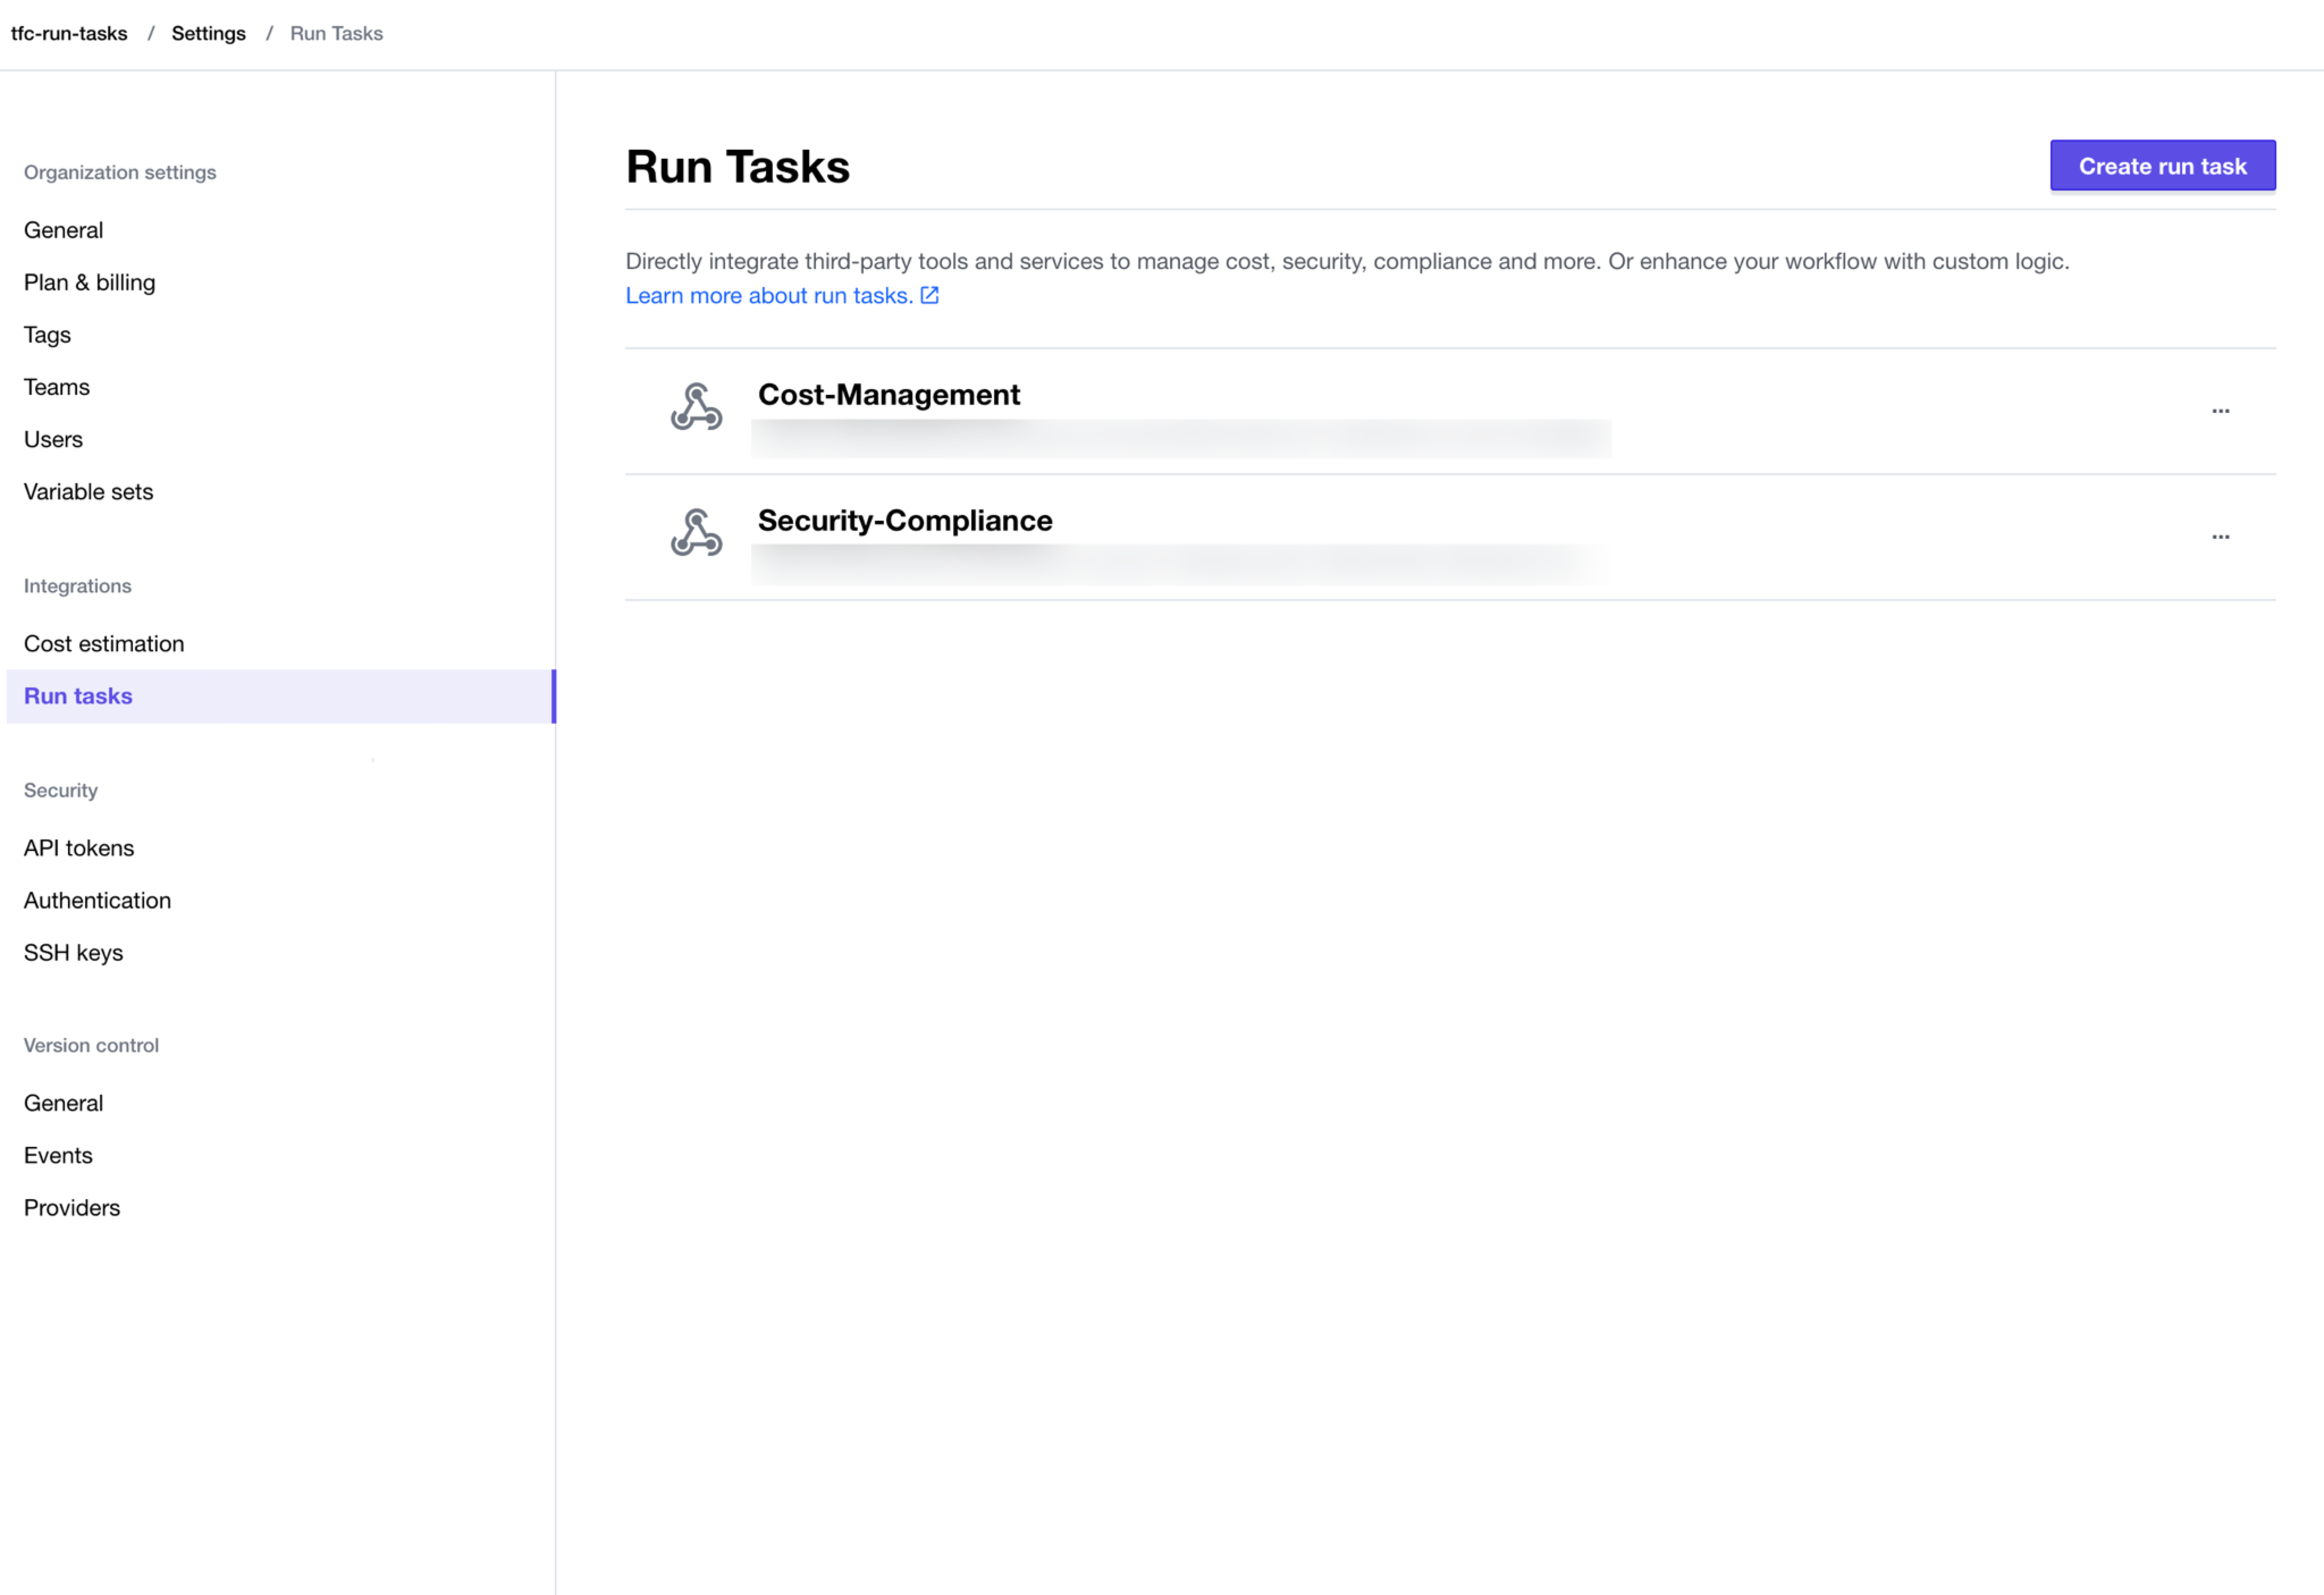 tfc-run-tasks / Settings / Run Tasks
Organization settings
General
Plan & billing
Tags
Teams
Users
Variable sets
Integrations
Cost estimation
Run tasks
Security
API tokens
Authentication
SSH keys
Version control
General
Events
Providers
Run Tasks
Create run task
Directly integrate third-party tools and services to manage cost, security, compliance and more. Or enhance your workflow with custom logic.
Learn more about run tasks.
Cost-Management
...
Security-Compliance
...